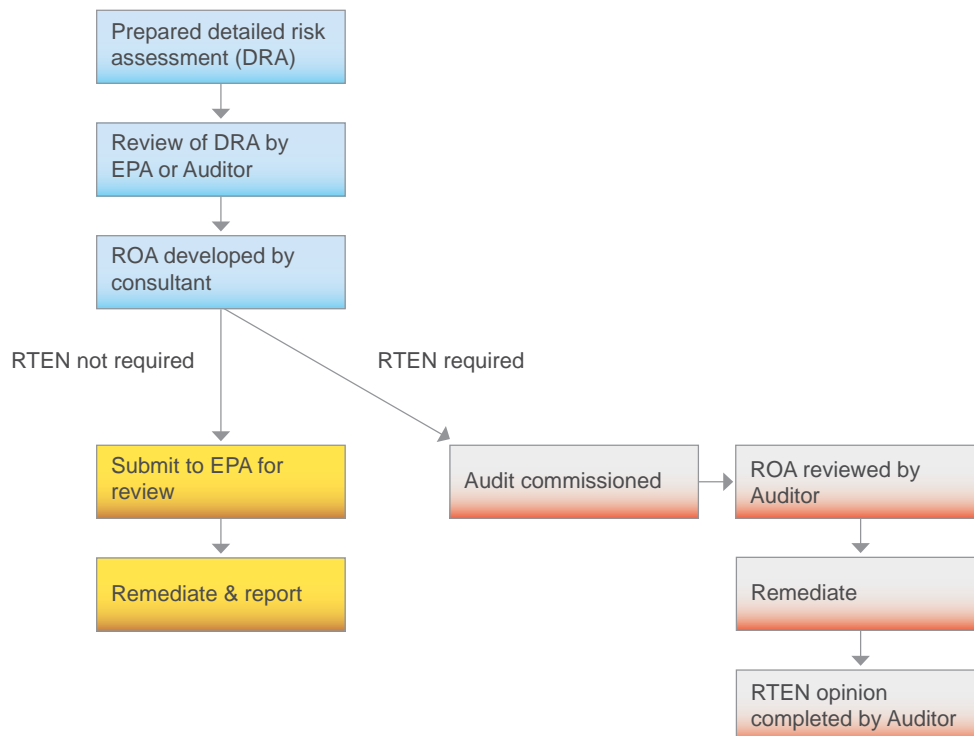 Prepared detailed risk
assessment (DRA)
Review of DRA by
EPA or Auditor
ROA developed by
consultant
RTEN not required
RTEN required
Submit to EPA for
review
Audit commissioned
ROA reviewed by
Auditor
Remediate & report
Remediate
RTEN opinion
completed by Auditor